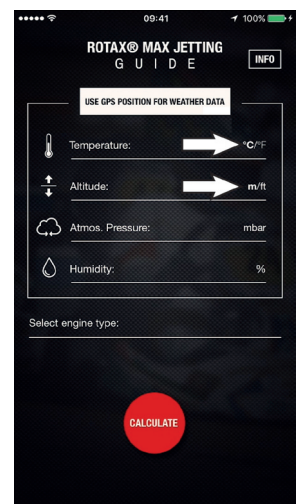 09:41
100%
ROTAX® MAX JETTING
GUIDE
INFO
USE GPS POSITION FOR WEATHER DATA
Temperature: °C/°F
Altitude: m/ft
Atmos. Pressure: mbar
Humidity: %
Select engine type:
CALCULATE